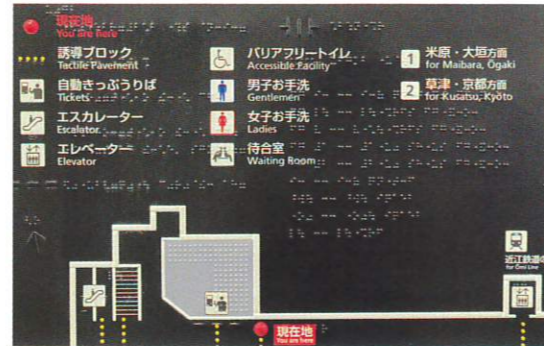 現在地
You are here
誘導ブロック
Tactile Pavement
自動きっぷうりば
Tickets
エスカレーター
Escalator
エレベーター
Elevator
バリアフリートイレ
Accessible Facility
男子お手洗
Gentlemen
女子お手洗
Ladies
待合室
Waiting Room
1 米原・大垣方面
for Maibara, Ōgaki
2 草津・京都方面
for Kusatsu, Kyōto
近江鉄道の
for Ōmi Line
現在地
You are here